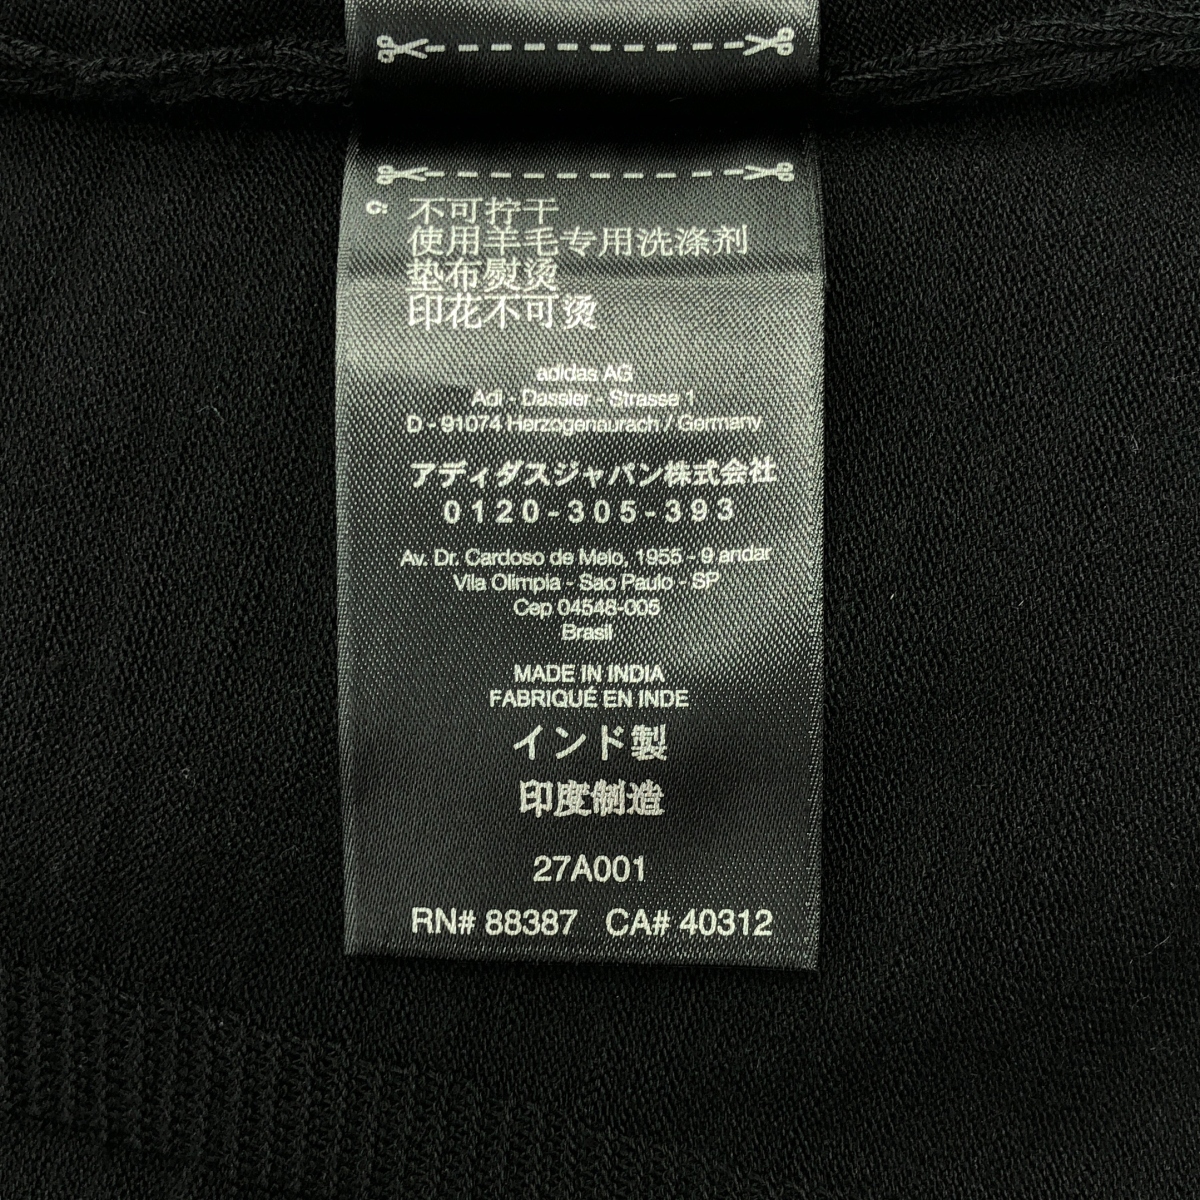 C: 不可拧干
使用羊毛专用洗涤剂
垫布熨烫
印花不可烫
adidas AG
Adi - Dassler - Strasse 1
D - 91074 Herzogenaurach / Germany
アディダスジャパン株式会社
0120-305-393
Av. Dr. Cardoso de Melo, 1955 - 9 andar
Vila Olimpia - Sao Paulo - SP
Cep 04548-005
Brasil
MADE IN INDIA
FABRIQUÉ EN INDE
インド製
印度制造
27A001
RN# 88387 CA# 40312